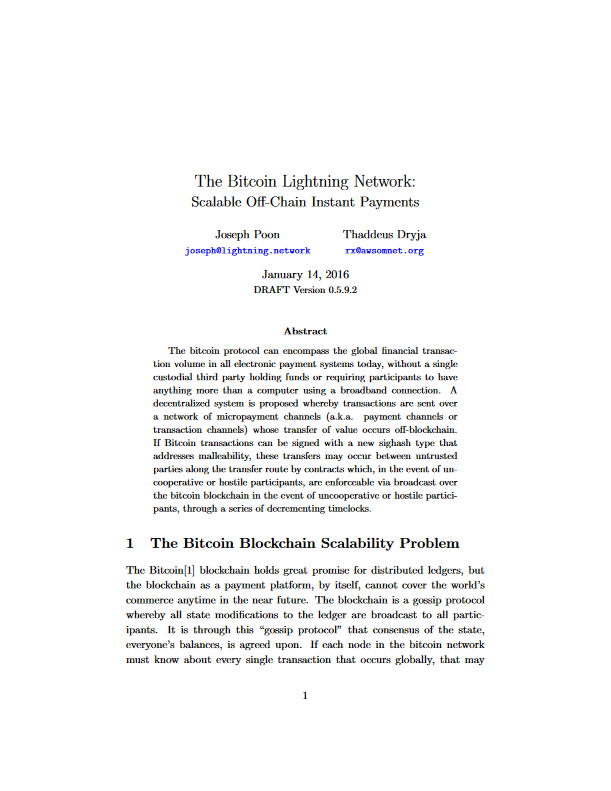 The Bitcoin Lightning Network:
Scalable Off-Chain Instant Payments
Joseph Poon Thaddeus Dryja
joseph@lightning.network rx@awsomnet.org
January 14, 2016
DRAFT Version 0.5.9.2
Abstract
The bitcoin protocol can encompass the global financial transac-
tion volume in all electronic payment systems today, without a single
custodial third party holding funds or requiring participants to have
anything more than a computer using a broadband connection. A
decentralized system is proposed whereby transactions are sent over
a network of micropayment channels (a.k.a. payment channels or
transaction channels) whose transfer of value occurs off-blockchain.
If Bitcoin transactions can be signed with a new sighash type that
addresses malleability, these transfers may occur between untrusted
parties along the transfer route by contracts which, in the event of un-
cooperative or hostile participants, are enforceable via broadcast over
the bitcoin blockchain in the event of uncooperative or hostile partici-
pants, through a series of decrementing timelocks.
1 The Bitcoin Blockchain Scalability Problem
The Bitcoin[1] blockchain holds great promise for distributed ledgers, but
the blockchain as a payment platform, by itself, cannot cover the world's
commerce anytime in the near future. The blockchain is a gossip protocol
whereby all state modifications to the ledger are broadcast to all partic-
ipants. It is through this "gossip protocol" that consensus of the state,
everyone's balances, is agreed upon. If each node in the bitcoin network
must know about every single transaction that occurs globally, that may
1